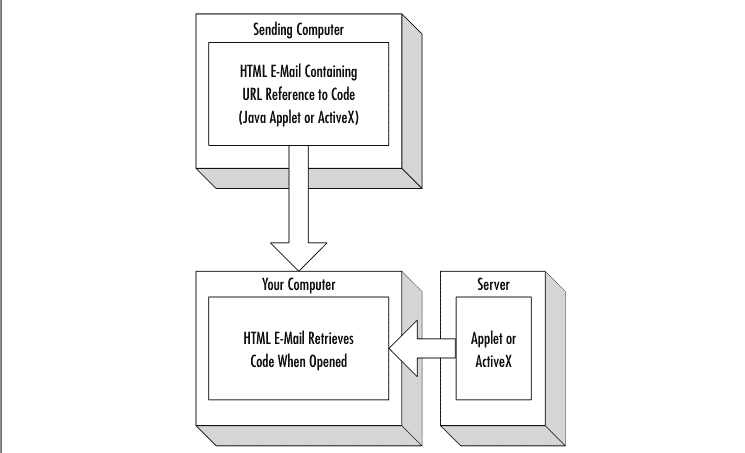 Sending Computer
HTML E-Mail Containing
URL Reference to Code
(Java Applet or ActiveX)
Your Computer
HTML E-Mail Retrieves
Code When Opened
Server
Applet or
ActiveX